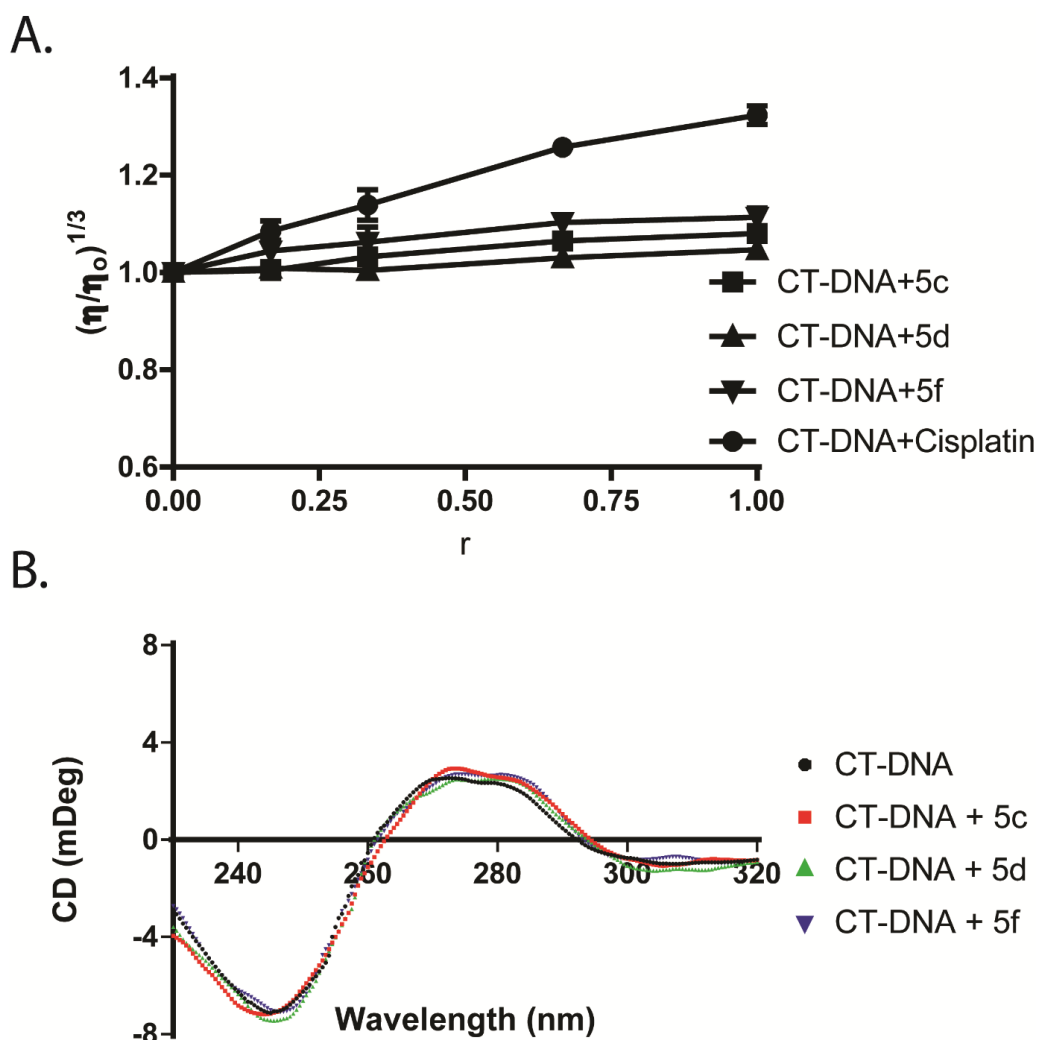 A.
1.4
1.2
1.0
0.8
0.6
(η/ηo)1/3
0.00 0.25 0.50 0.75 1.00
r
CT-DNA+5c
CT-DNA+5d
CT-DNA+5f
CT-DNA+Cisplatin
B.
8
4
0
-4
-8
CD (mDeg)
240 260 280 300 320
Wavelength (nm)
CT-DNA
CT-DNA + 5c
CT-DNA + 5d
CT-DNA + 5f